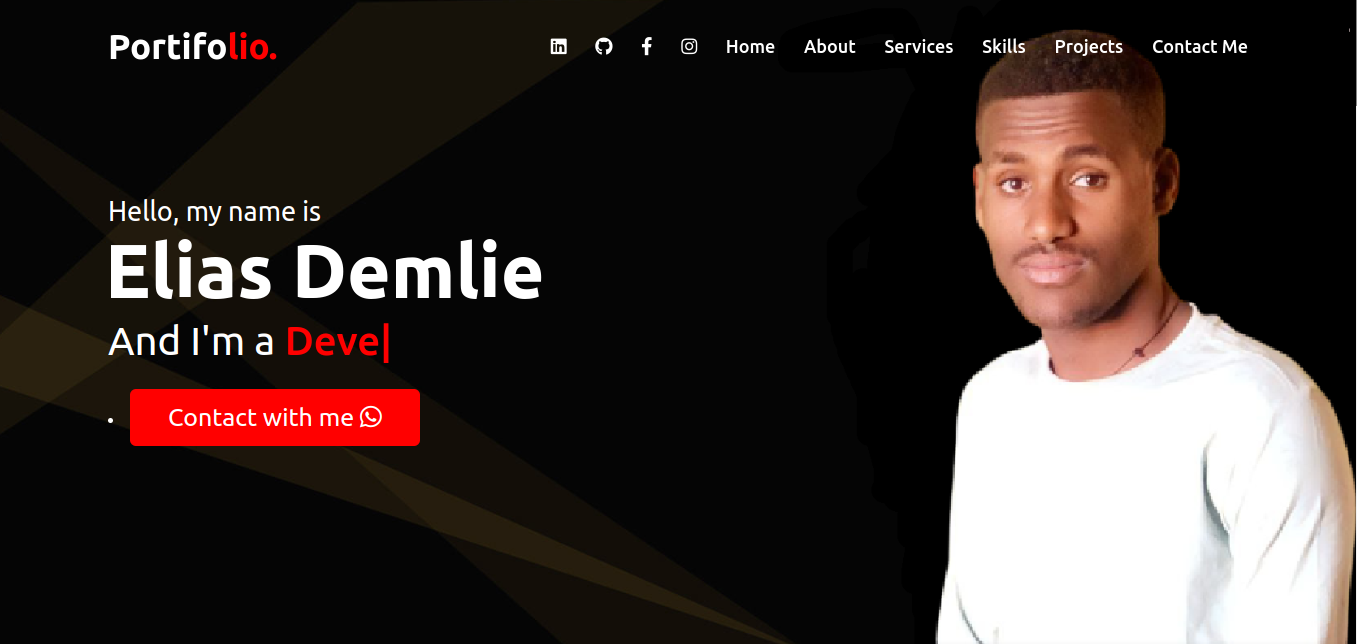 Portifolio.
Home About Services Skills Projects Contact Me
Hello, my name is
Elias Demlie
And I'm a Deve|
Contact with me